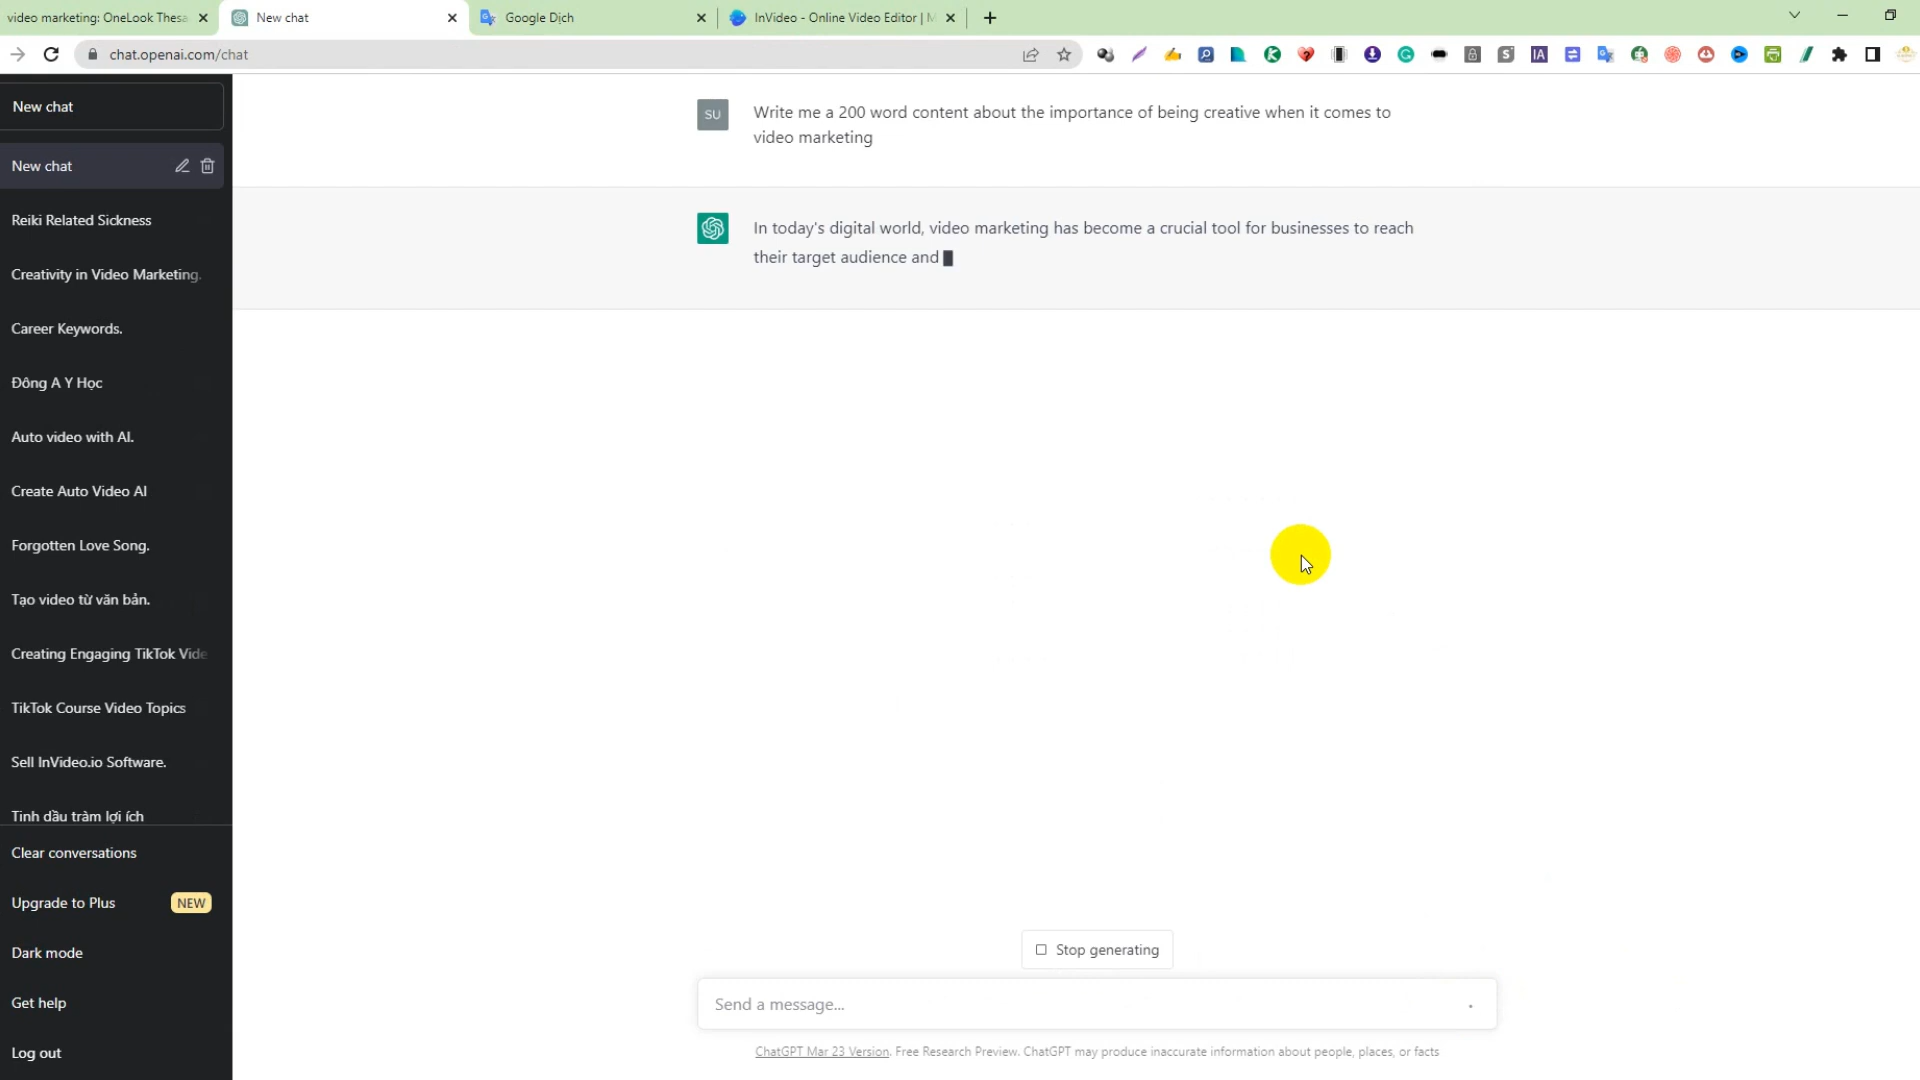 video marketing: OneLook Thesa
New chat
Google Dịch
InVideo - Online Video Editor | M
chat.openai.com/chat
New chat
New chat
Reiki Related Sickness
Creativity in Video Marketing.
Career Keywords.
Đông A Y Học
Auto video with AI.
Create Auto Video AI
Forgotten Love Song.
Tạo video từ văn bản.
Creating Engaging TikTok Vide
TikTok Course Video Topics
Sell InVideo.io Software.
Tinh dầu tràm lợi ích
Clear conversations
Upgrade to Plus NEW
Dark mode
Get help
Log out
SU
Write me a 200 word content about the importance of being creative when it comes to
video marketing
In today's digital world, video marketing has become a crucial tool for businesses to reach
their target audience and
Stop generating
Send a message...
ChatGPT Mar 23 Version. Free Research Preview. ChatGPT may produce inaccurate information about people, places, or facts